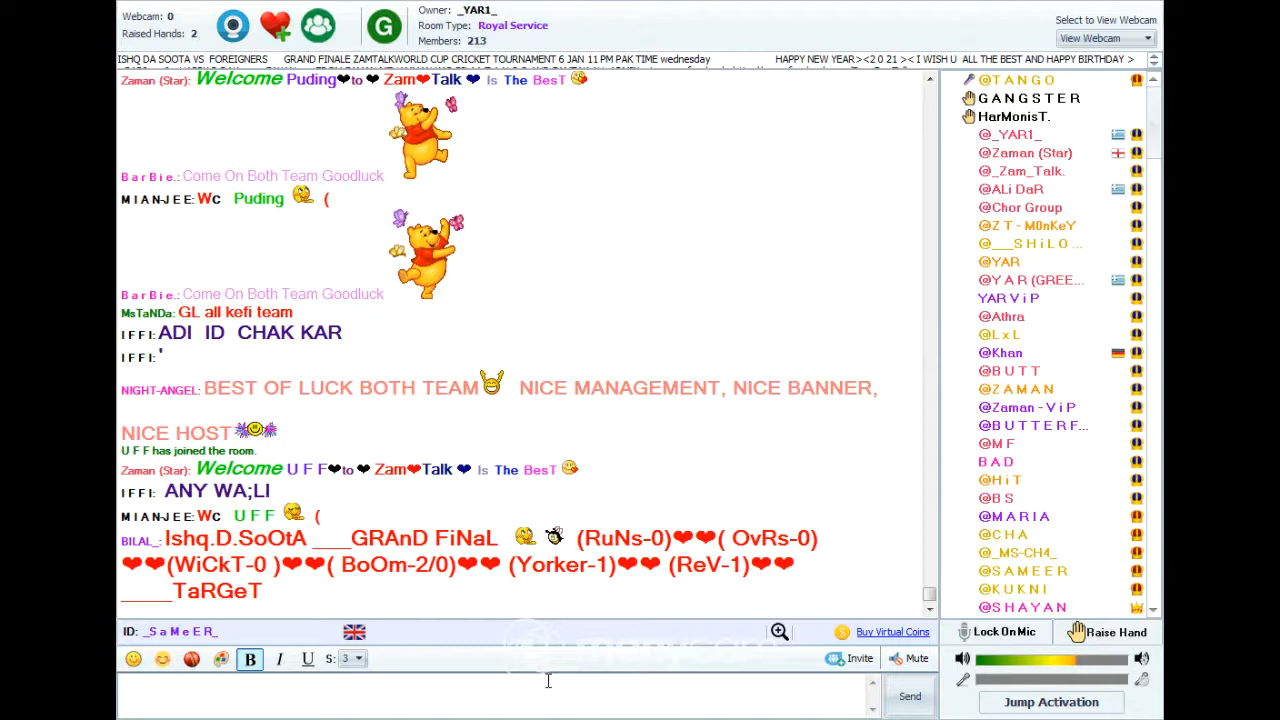 Webcam: 0
Raised Hands: 2
G
Owner: _YAR1_
Room Type: Royal Service
Members: 213
Select to View Webcam
View Webcam
ISHQ DA SOOTA VS FOREIGNERS GRAND FINALE ZAMTALKWORLD CUP CRICKET TOURNAMENT 6 JAN 11 PM PAK TIME wednesday HAPPY NEW YEAR><2 0 21 >< I WISH U ALL THE BEST AND HAPPY BIRTHDAY >
Zaman (Star): Welcome Puding❤to ❤ Zam❤Talk ❤ Is The BesT
B a r B i e.: Come On Both Team Goodluck
M I A N-J E E: Wc Puding (
B a r B i e.: Come On Both Team Goodluck
MsTaNDa: GL all kefi team
I F F I: ADI ID CHAK KAR
I F F I: '
NIGHT-ANGEL: BEST OF LUCK BOTH TEAM NICE MANAGEMENT, NICE BANNER,
NICE HOST
U F F has joined the room.
Zaman (Star): Welcome U F F❤to ❤ Zam❤Talk ❤ Is The BesT
I F F I: ANY WA;LI
M I A N-J E E: Wc U F F (
BILAL_: Ishq.D.SoOtA ___GRAnD FiNaL (RuNs-0)❤❤( OvRs-0)
❤❤(WiCkT-0 )❤❤( BoOm-2/0)❤❤ (Yorker-1)❤❤ (ReV-1)❤❤
____TaRGeT
@T A N G O
G A N G S T E R
HarMonisT.
@_YAR1_
@Zaman (Star)
@_Zam_Talk.
@ALi DaR
@Chor Group
@Z T - M0nKeY
@___S H i L O ...
@YAR
@Y A R (GREE...
YAR V i P
@Athra
@L x L
@Khan
@B U T T
@Z A M A N
@Zaman - V i P
@B U T T E R F...
@M F
B A D
@H i T
@B S
@M A R I A
@C H A
@_MS-CH4_
@S A M E E R
@K U K N I
@S H A Y A N
ID: _S a M e E R_
Buy Virtual Coins
Lock On Mic
Raise Hand
B I U S: 3
Invite
Mute
Send
Jump Activation